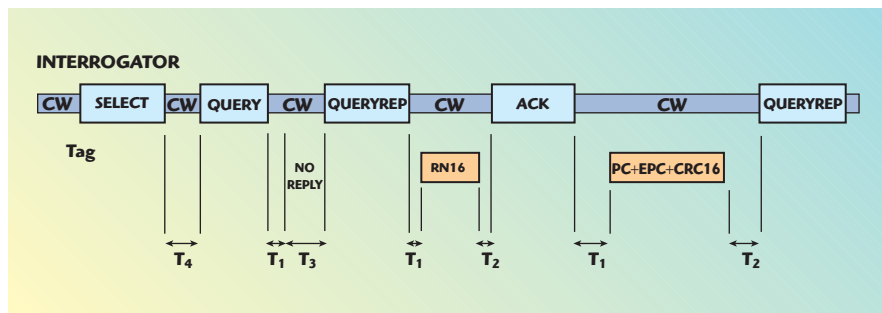 INTERROGATOR
CW SELECT CW QUERY CW QUERYREP CW ACK CW QUERYREP
Tag
NO
REPLY
RN16
PC+EPC+CRC16
T4 T1 T3 T1 T2 T1 T2